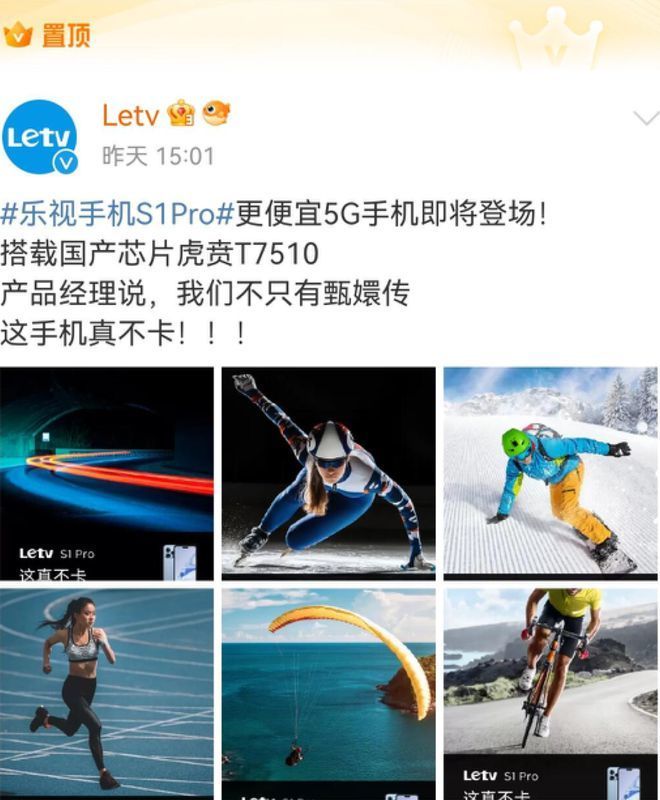 置顶
Letv
Letv
昨天 15:01
#乐视手机S1Pro#更便宜5G手机即将登场!
搭载国产芯片虎贲T7510
产品经理说，我们不只有甄嬛传
这手机真不卡！！！
Letv S1 Pro
这真不卡
Letv S1 Pro
这真不卡